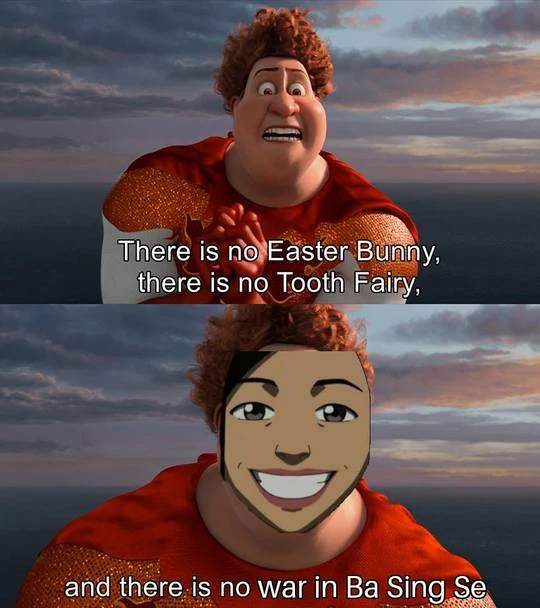 There is no Easter Bunny,
there is no Tooth Fairy,
and there is no war in Ba Sing Se